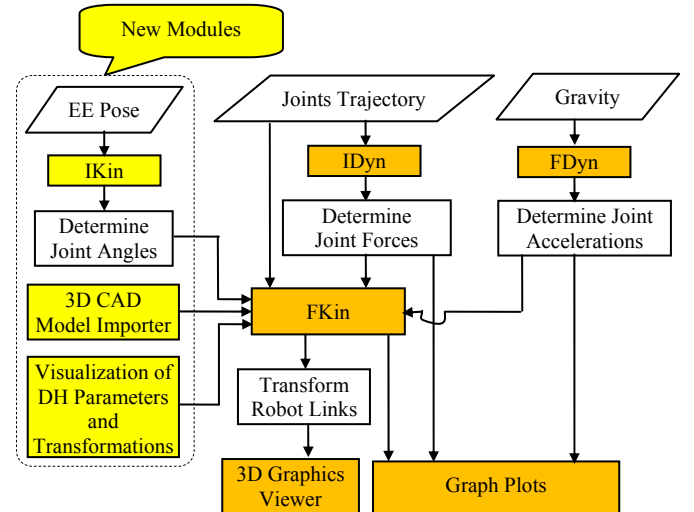 New Modules
EE Pose
IKin
Determine
Joint Angles
3D CAD
Model Importer
Visualization of
DH Parameters
and
Transformations
Joints Trajectory
IDyn
Determine
Joint Forces
FKin
Transform
Robot Links
3D Graphics
Viewer
Gravity
FDyn
Determine Joint
Accelerations
Graph Plots